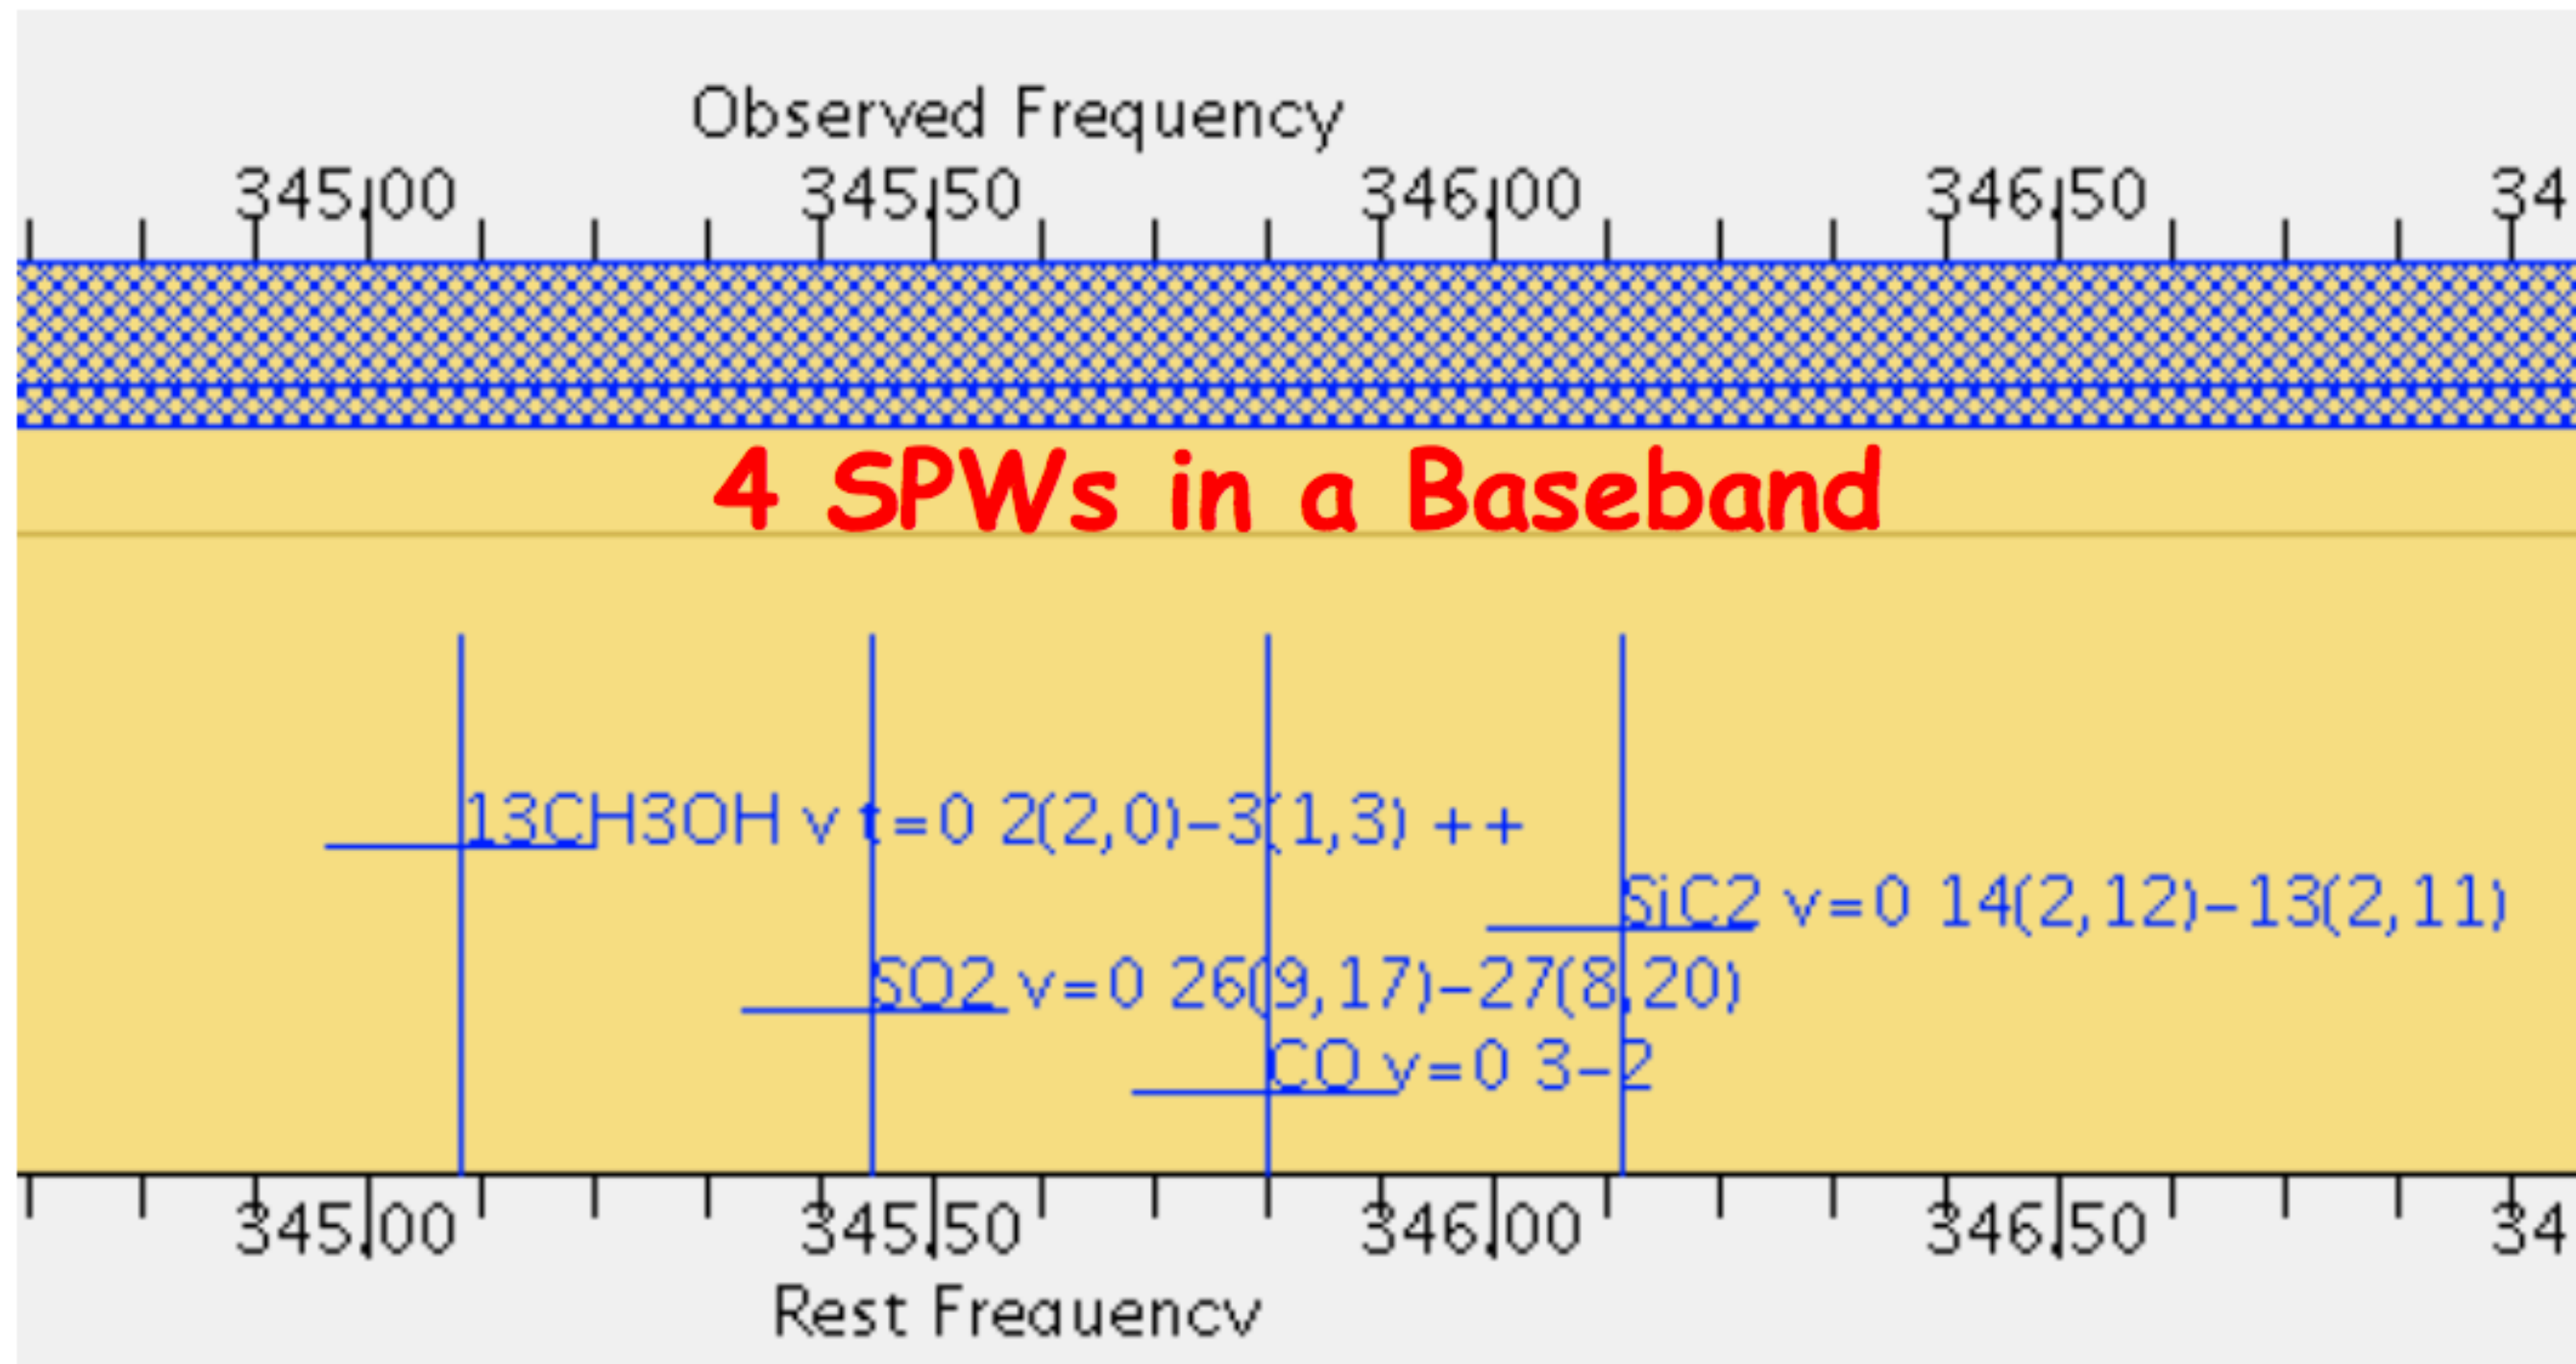 Observed Frequency
345.00 345.50 346.00 346.50 34
4 SPWs in a Baseband
13CH3OH v t=0 2(2,0)-3(1,3) ++
SiC2 v=0 14(2,12)-13(2,11)
SO2 v=0 26(9,17)-27(8,20)
CO v=0 3-2
345.00 345.50 346.00 346.50 34
Rest Frequency